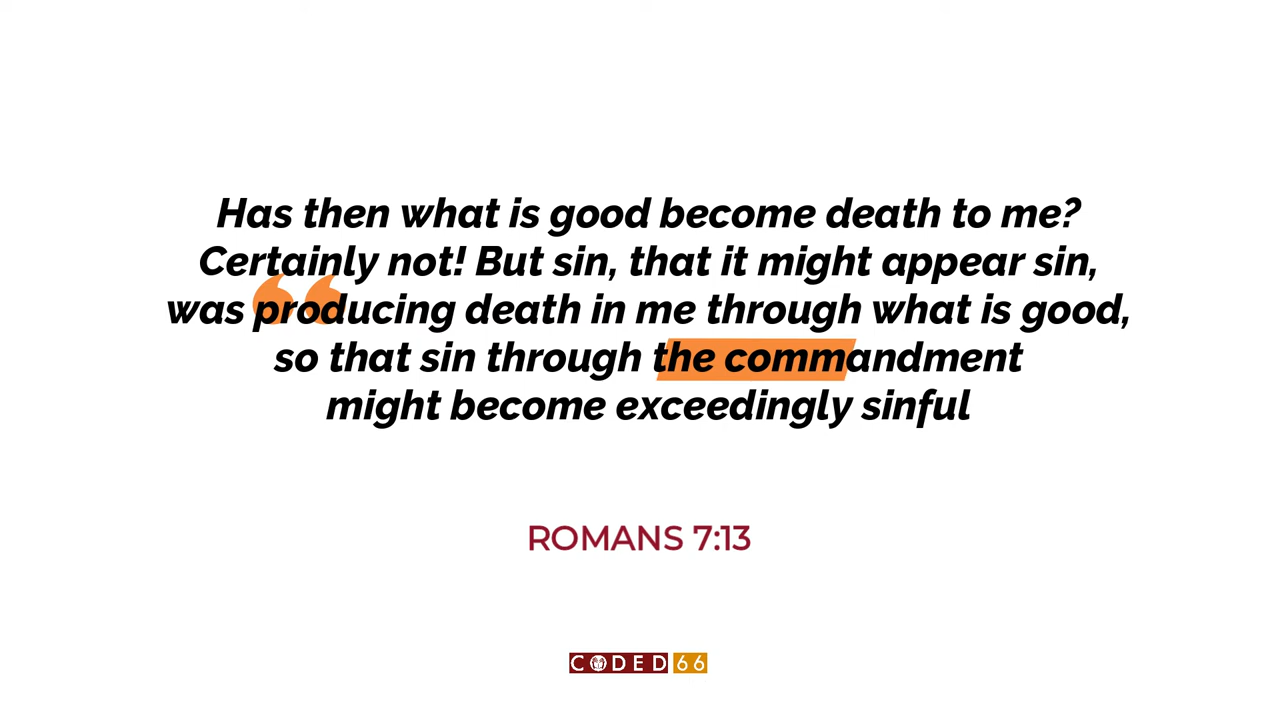 Has then what is good become death to me?
Certainly not! But sin, that it might appear sin,
was producing death in me through what is good,
so that sin through the commandment
might become exceedingly sinful
ROMANS 7:13
CODED 66